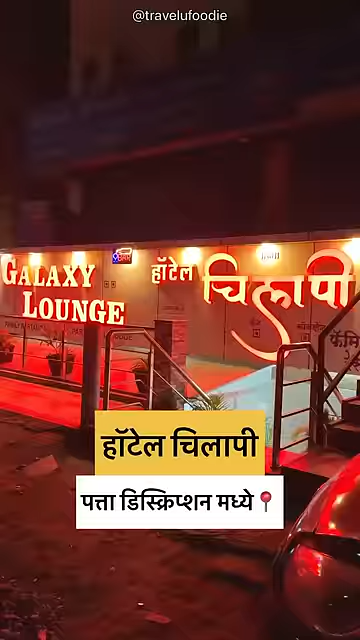 @travelufoodie
GALAXY
LOUNGE
हॉटेल चिलापी
हॉटेल चिलापी
पत्ता डिस्क्रिप्शन मध्ये📍